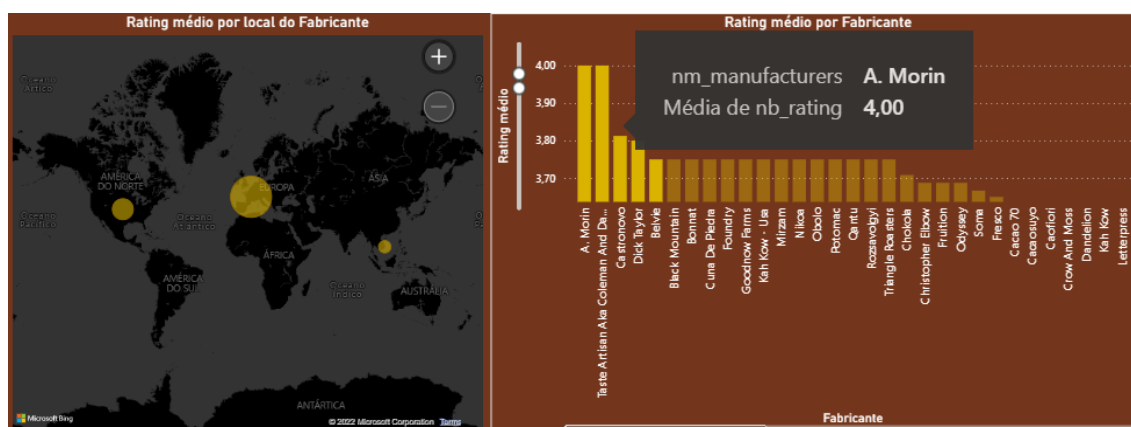 Rating médio por local do Fabricante
Oceano
Ártico
AMÉRICA
DO NORTE
EUROPA
ÁSIA
Oceano
Pacífico
Oceano
Atlântico
ÁFRICA
AMÉRICA
DO SUL
Oceano
Índico
AUSTRÁLIA
ANTÁRTICA
Microsoft Bing
© 2022 Microsoft Corporation Terms
Rating médio por Fabricante
nm_manufacturers A. Morin
Média de nb_rating 4,00
Rating médio
4,00
3,90
3,80
3,70
A. Morin
Taste Artisan Aka Coleman And Da...
Castronovo
Dick Taylor
Belvie
Black Mountain
Bonnat
Cuna De Piedra
Foundry
Goodnow Farms
Kah Kow - Usa
Mirzam
Nikoa
Obolo
Potomac
Qantu
Rozsavolgyi
Triangle Roasters
Chokola
Christopher Elbow
Fruition
Odyssey
Soma
Fresco
Cacao 70
Cacaosuyo
Caofiori
Crow And Moss
Dandelion
Kah Kow
Letterpress
Fabricante